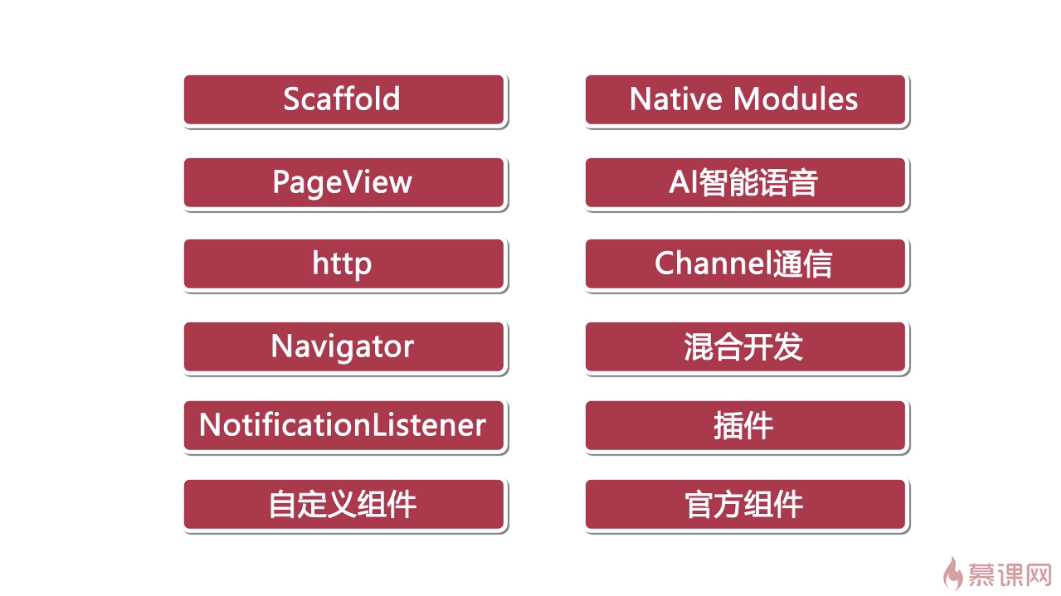 Scaffold
Native Modules
PageView
AI智能语音
http
Channel通信
Navigator
混合开发
NotificationListener
插件
自定义组件
官方组件
慕课网